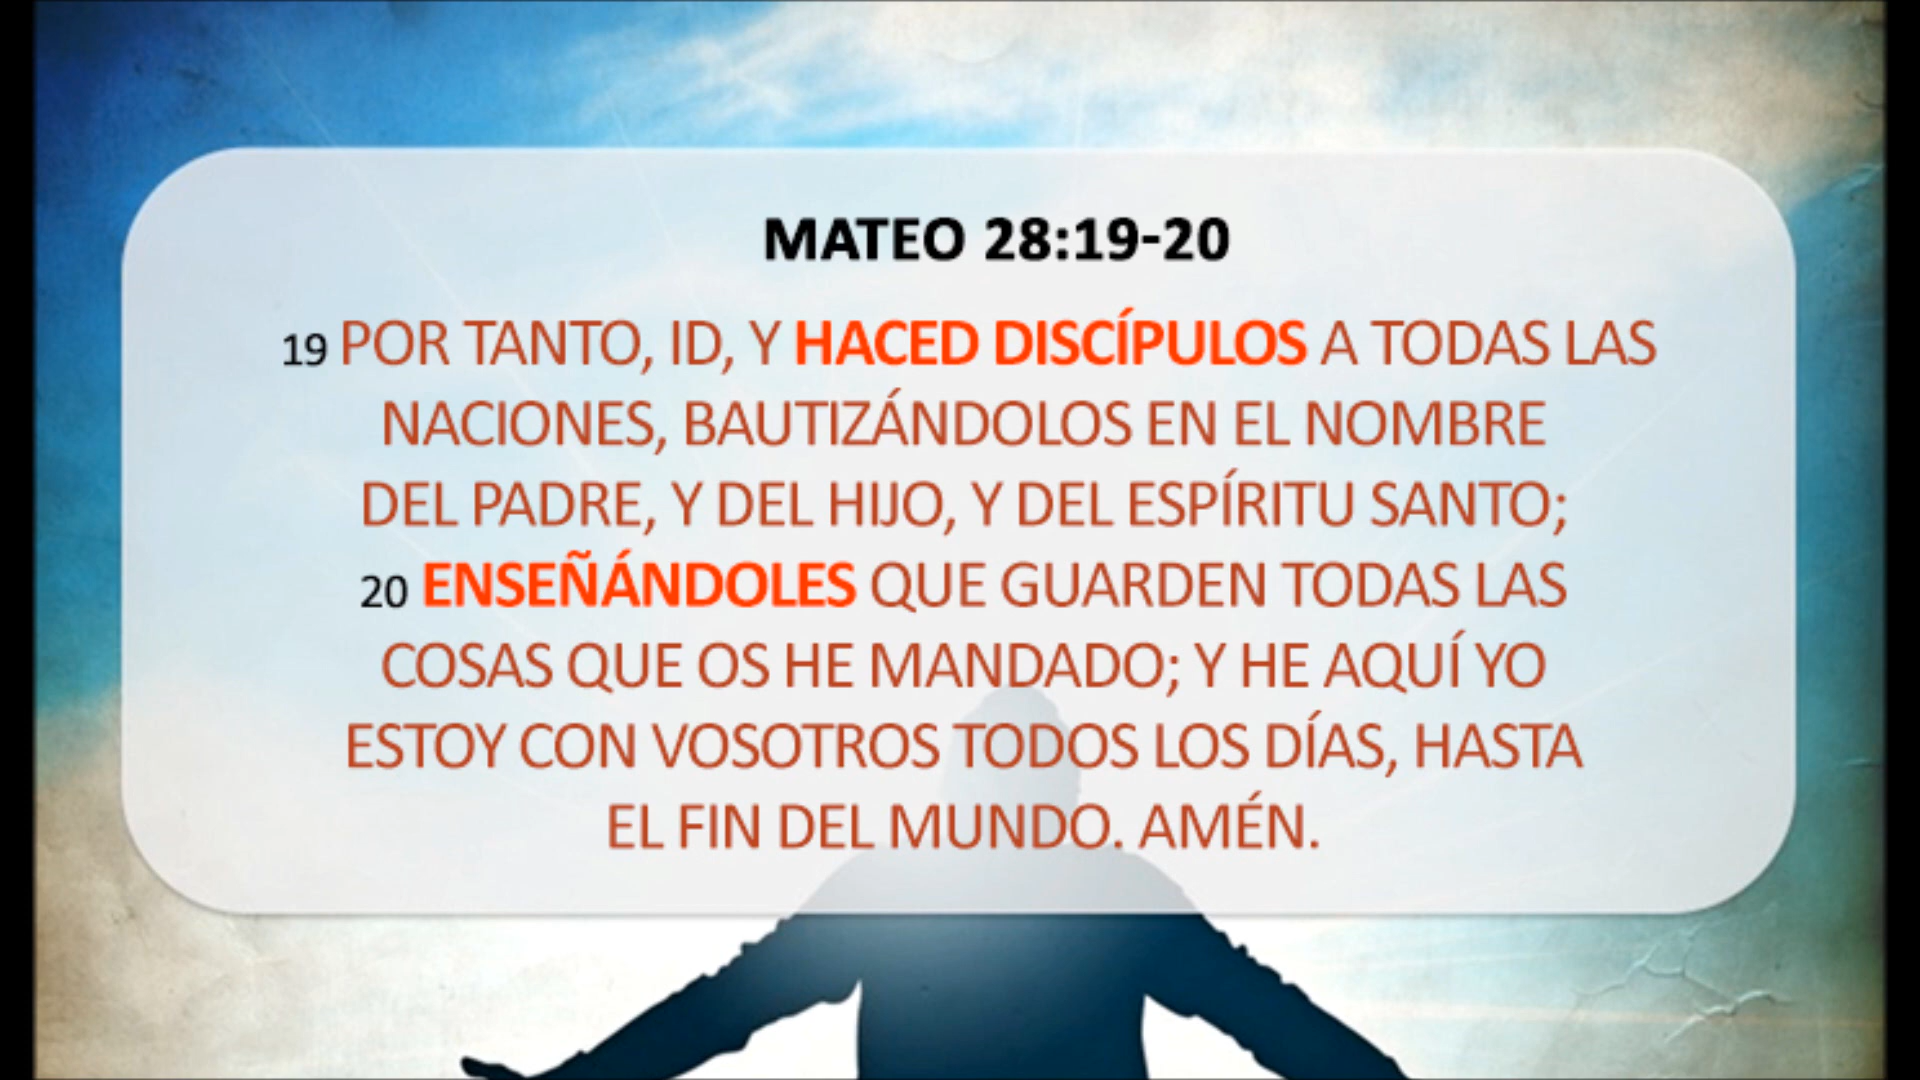 MATEO 28:19-20
19 POR TANTO, ID, Y HACED DISCÍPULOS A TODAS LAS
NACIONES, BAUTIZÁNDOLOS EN EL NOMBRE
DEL PADRE, Y DEL HIJO, Y DEL ESPÍRITU SANTO;
20 ENSEÑÁNDOLES QUE GUARDEN TODAS LAS
COSAS QUE OS HE MANDADO; Y HE AQUÍ YO
ESTOY CON VOSOTROS TODOS LOS DÍAS, HASTA
EL FIN DEL MUNDO. AMÉN.